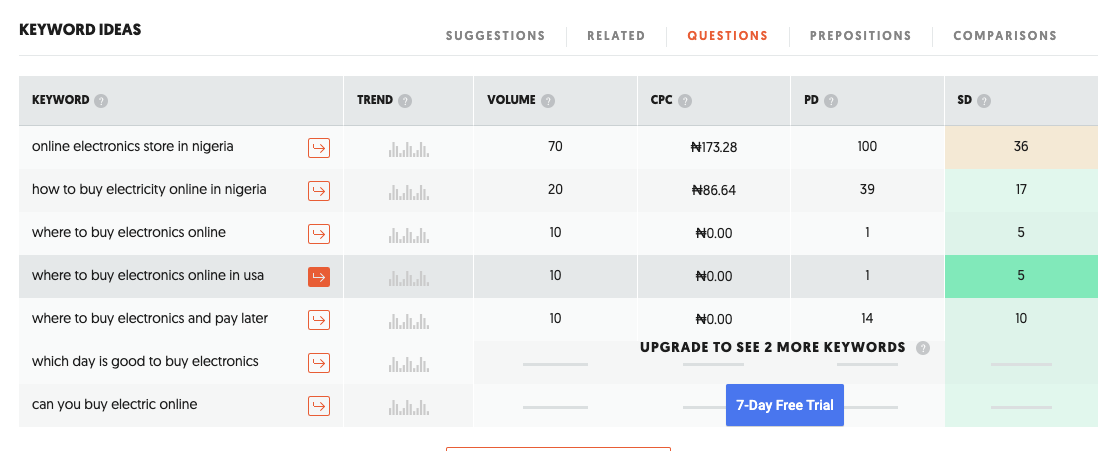 KEYWORD IDEAS
SUGGESTIONS RELATED QUESTIONS PREPOSITIONS COMPARISONS
KEYWORD ? TREND ? VOLUME ? CPC ? PD ? SD ?
online electronics store in nigeria 70 ₦173.28 100 36
how to buy electricity online in nigeria 20 ₦86.64 39 17
where to buy electronics online 10 ₦0.00 1 5
where to buy electronics online in usa 10 ₦0.00 1 5
where to buy electronics and pay later 10 ₦0.00 14 10
UPGRADE TO SEE 2 MORE KEYWORDS ?
which day is good to buy electronics
can you buy electric online
7-Day Free Trial